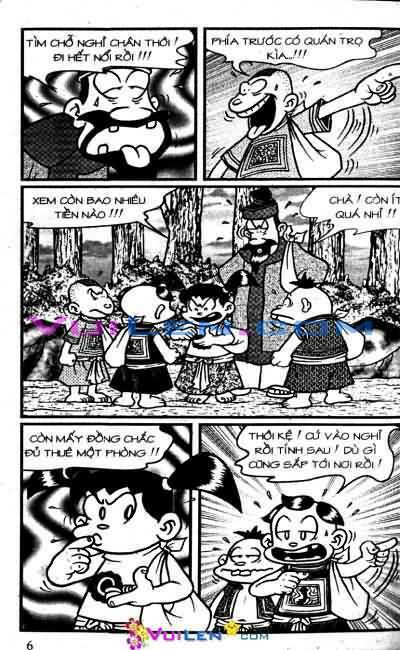 TÌM CHỖ NGHỈ CHÂN THÔI!
ĐI HẾT NỔI RỒI!!!
PHÍA TRƯỚC CÓ QUÁN TRỌ
KÌA...!!!
XEM CÒN BAO NHIÊU
TIỀN NÀO!!!
CHÀ! CÒN ÍT
QUÁ NHỈ!!
VUILEN.COM
CÒN MẤY ĐỒNG CHẮC
ĐỦ THUÊ MỘT PHÒNG!!
THÔI KỆ! CỨ VÀO NGHỈ
RỒI TÍNH SAU! DÙ GÌ
CŨNG SẮP TỚI NƠI RỒI!
6
VUILEN.COM